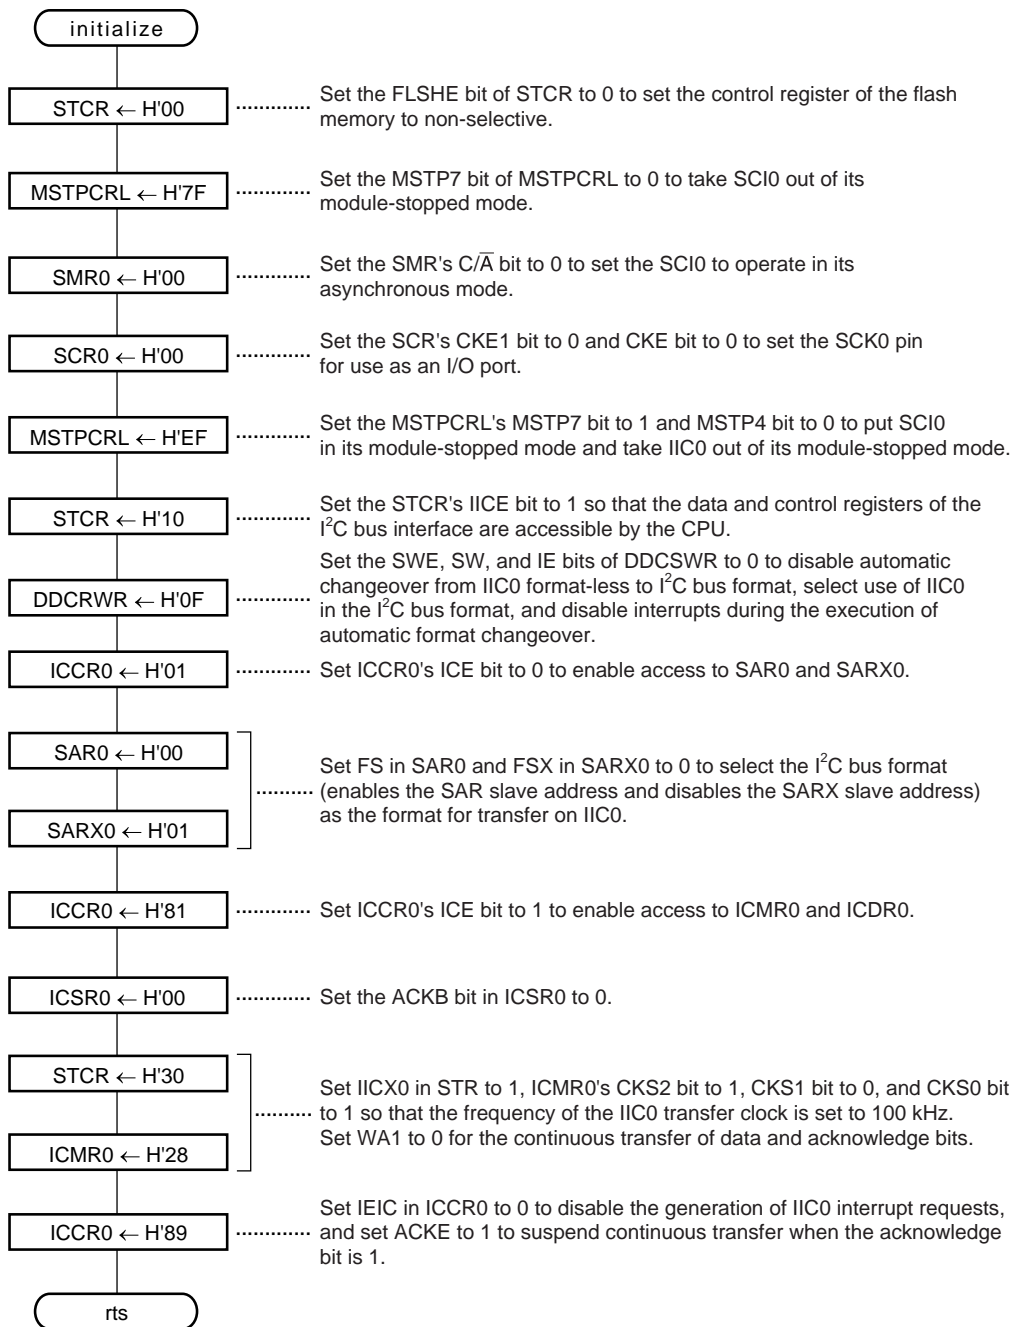 initialize
STCR ← H'00
Set the FLSHE bit of STCR to 0 to set the control register of the flash
memory to non-selective.
MSTPCRL ← H'7F
Set the MSTP7 bit of MSTPCRL to 0 to take SCI0 out of its
module-stopped mode.
SMR0 ← H'00
Set the SMR's C/A̅ bit to 0 to set the SCI0 to operate in its
asynchronous mode.
SCR0 ← H'00
Set the SCR's CKE1 bit to 0 and CKE bit to 0 to set the SCK0 pin
for use as an I/O port.
MSTPCRL ← H'EF
Set the MSTPCRL's MSTP7 bit to 1 and MSTP4 bit to 0 to put SCI0
in its module-stopped mode and take IIC0 out of its module-stopped mode.
STCR ← H'10
Set the STCR's IICE bit to 1 so that the data and control registers of the
I²C bus interface are accessible by the CPU.
DDCRWR ← H'0F
Set the SWE, SW, and IE bits of DDCSWR to 0 to disable automatic
changeover from IIC0 format-less to I²C bus format, select use of IIC0
in the I²C bus format, and disable interrupts during the execution of
automatic format changeover.
ICCR0 ← H'01
Set ICCR0's ICE bit to 0 to enable access to SAR0 and SARX0.
SAR0 ← H'00
SARX0 ← H'01
Set FS in SAR0 and FSX in SARX0 to 0 to select the I²C bus format
(enables the SAR slave address and disables the SARX slave address)
as the format for transfer on IIC0.
ICCR0 ← H'81
Set ICCR0's ICE bit to 1 to enable access to ICMR0 and ICDR0.
ICSR0 ← H'00
Set the ACKB bit in ICSR0 to 0.
STCR ← H'30
ICMR0 ← H'28
Set IICX0 in STR to 1, ICMR0's CKS2 bit to 1, CKS1 bit to 0, and CKS0 bit
to 1 so that the frequency of the IIC0 transfer clock is set to 100 kHz.
Set WA1 to 0 for the continuous transfer of data and acknowledge bits.
ICCR0 ← H'89
Set IEIC in ICCR0 to 0 to disable the generation of IIC0 interrupt requests,
and set ACKE to 1 to suspend continuous transfer when the acknowledge
bit is 1.
rts